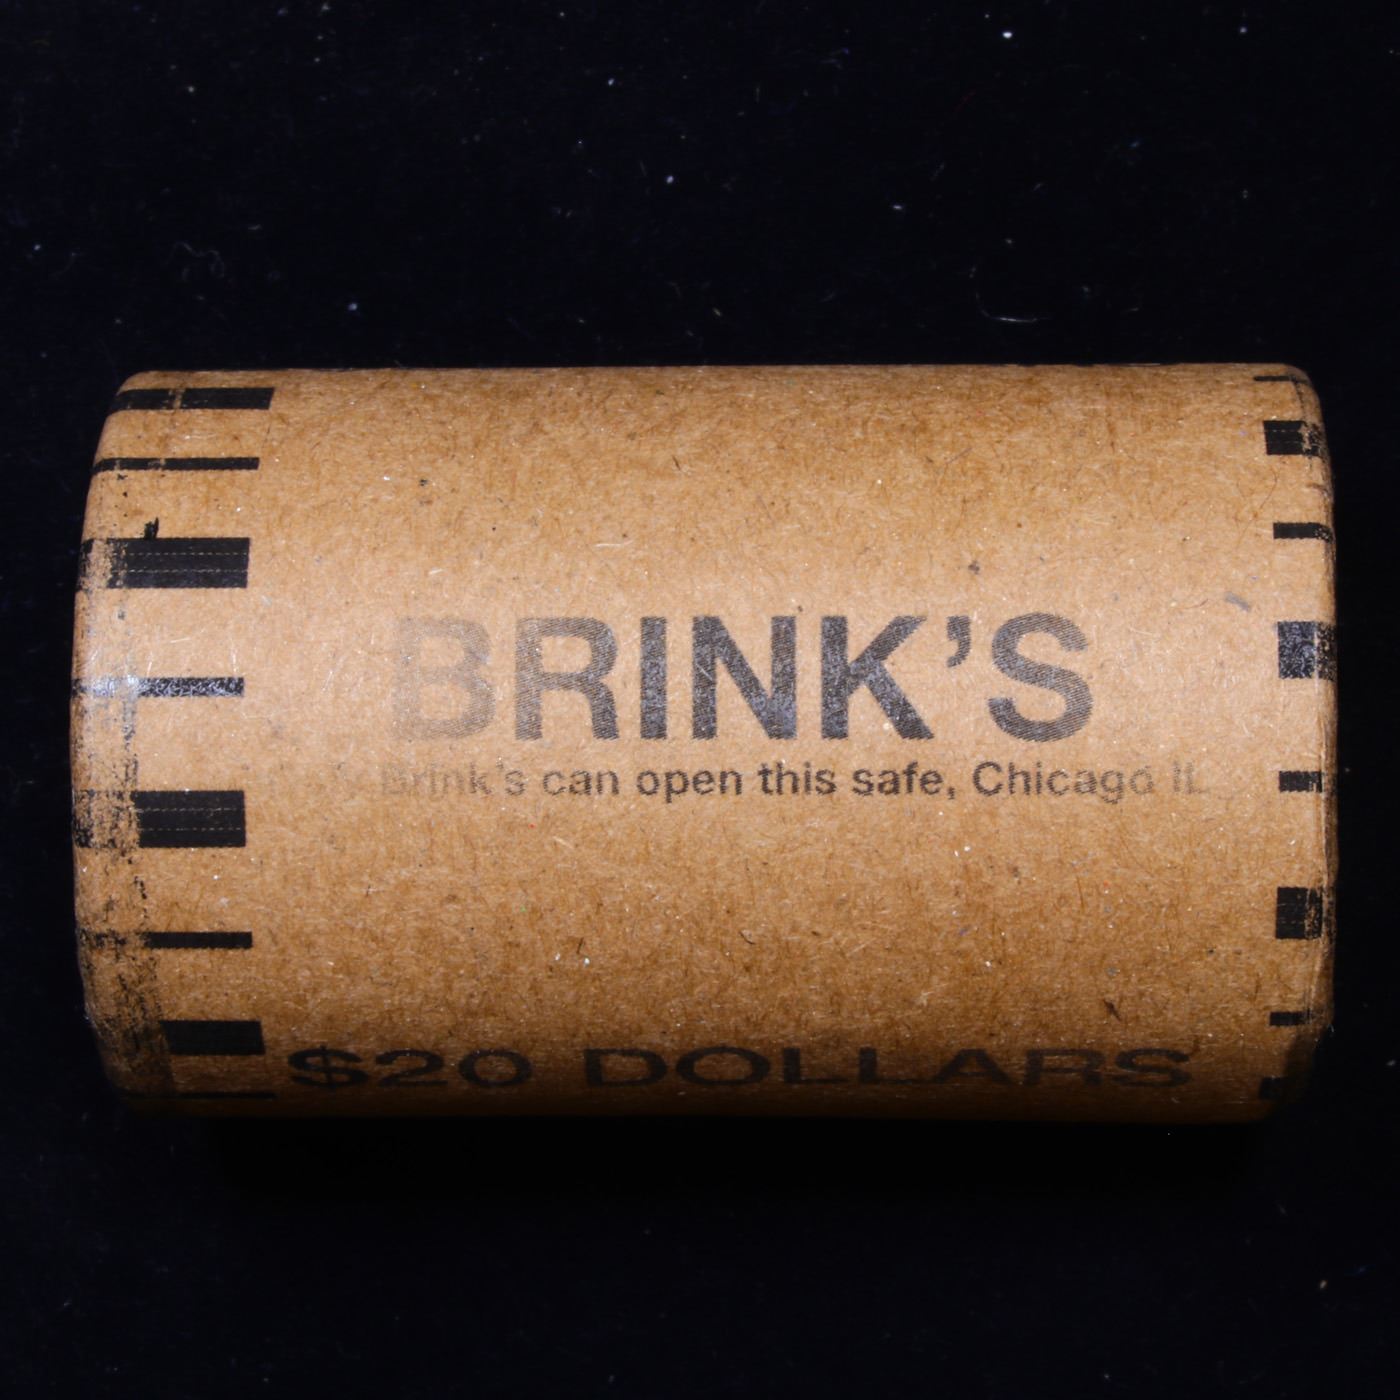 BRINK'S
Brink's can open this safe, Chicago IL
$20 DOLLARS